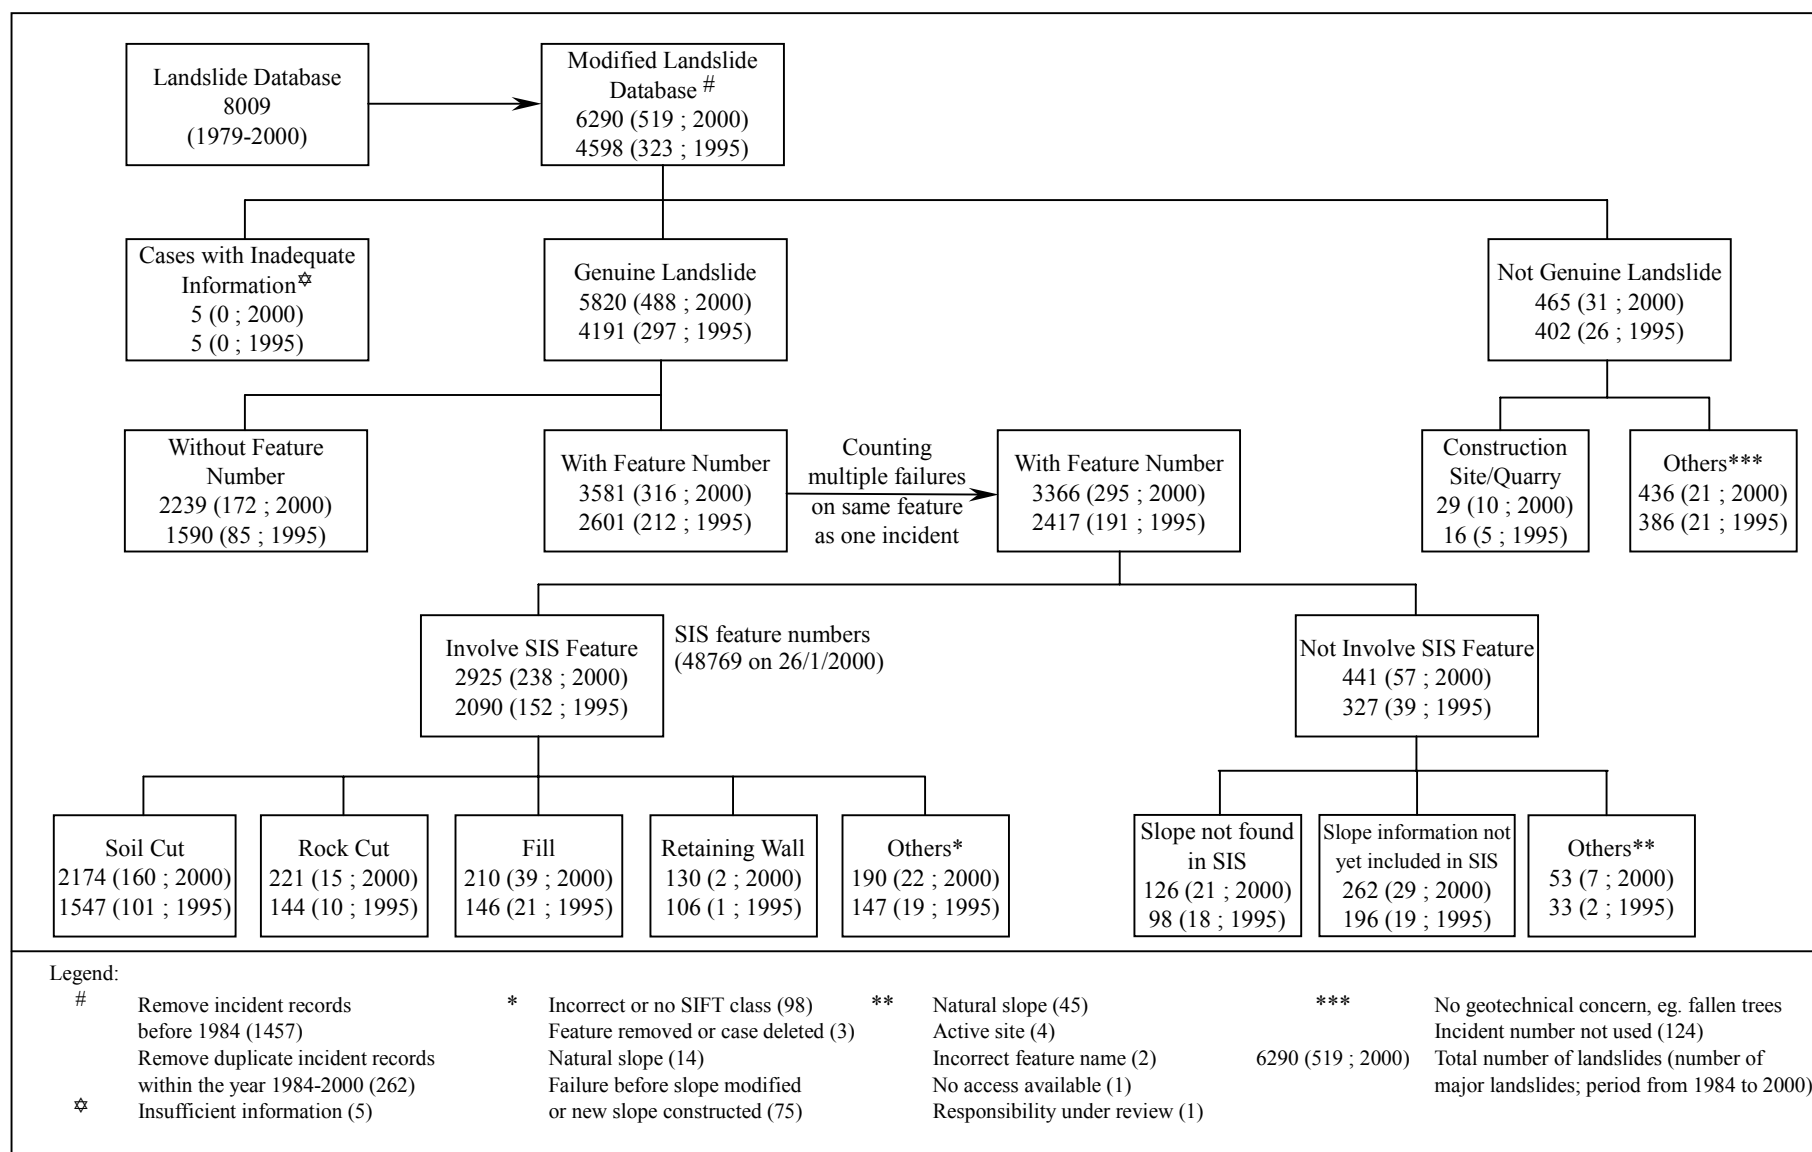 Landslide Database
8009
(1979-2000)
Modified Landslide
Database #
6290 (519 ; 2000)
4598 (323 ; 1995)
Cases with Inadequate
Information✡
5 (0 ; 2000)
5 (0 ; 1995)
Genuine Landslide
5820 (488 ; 2000)
4191 (297 ; 1995)
Not Genuine Landslide
465 (31 ; 2000)
402 (26 ; 1995)
Without Feature
Number
2239 (172 ; 2000)
1590 (85 ; 1995)
With Feature Number
3581 (316 ; 2000)
2601 (212 ; 1995)
Counting
multiple failures
on same feature
as one incident
With Feature Number
3366 (295 ; 2000)
2417 (191 ; 1995)
Construction
Site/Quarry
29 (10 ; 2000)
16 (5 ; 1995)
Others***
436 (21 ; 2000)
386 (21 ; 1995)
Involve SIS Feature
2925 (238 ; 2000)
2090 (152 ; 1995)
SIS feature numbers
(48769 on 26/1/2000)
Not Involve SIS Feature
441 (57 ; 2000)
327 (39 ; 1995)
Soil Cut
2174 (160 ; 2000)
1547 (101 ; 1995)
Rock Cut
221 (15 ; 2000)
144 (10 ; 1995)
Fill
210 (39 ; 2000)
146 (21 ; 1995)
Retaining Wall
130 (2 ; 2000)
106 (1 ; 1995)
Others*
190 (22 ; 2000)
147 (19 ; 1995)
Slope not found
in SIS
126 (21 ; 2000)
98 (18 ; 1995)
Slope information not
yet included in SIS
262 (29 ; 2000)
196 (19 ; 1995)
Others**
53 (7 ; 2000)
33 (2 ; 1995)
Legend:
# Remove incident records
before 1984 (1457)
Remove duplicate incident records
within the year 1984-2000 (262)
✡ Insufficient information (5)
* Incorrect or no SIFT class (98)
Feature removed or case deleted (3)
Natural slope (14)
Failure before slope modified
or new slope constructed (75)
** Natural slope (45)
Active site (4)
Incorrect feature name (2)
No access available (1)
Responsibility under review (1)
*** No geotechnical concern, eg. fallen trees
Incident number not used (124)
6290 (519 ; 2000) Total number of landslides (number of
major landslides; period from 1984 to 2000)